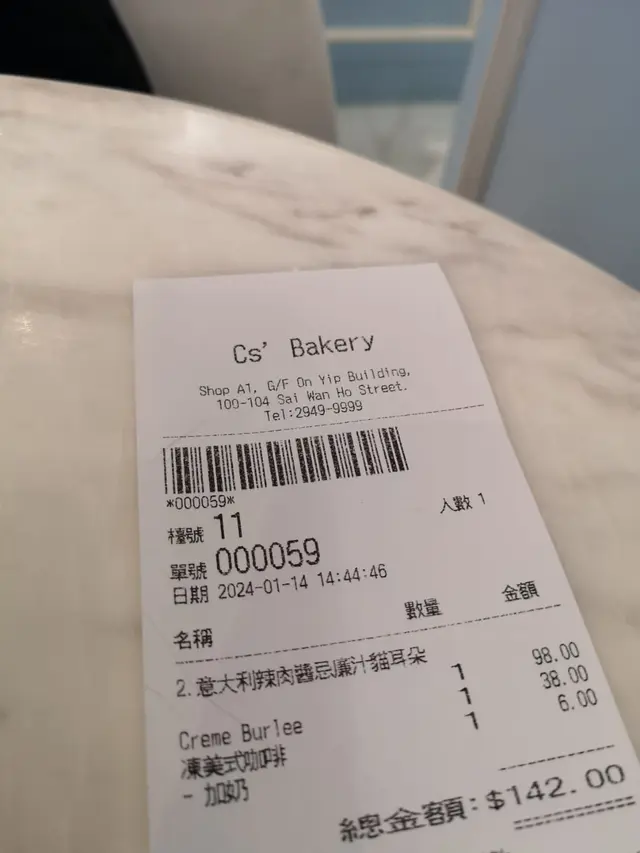 Cs' Bakery
Shop A1, G/F On Yip Building,
100-104 Sai Wan Ho Street.
Tel:2949-9999
*000059*
檯號 11 人數 1
單號 000059
日期 2024-01-14 14:44:46
名稱 數量 金額
2.意大利辣肉醬忌廉汁貓耳朵 1 98.00
Creme Burlee 1 38.00
凍美式咖啡 1 6.00
- 加奶
總金額:$142.00